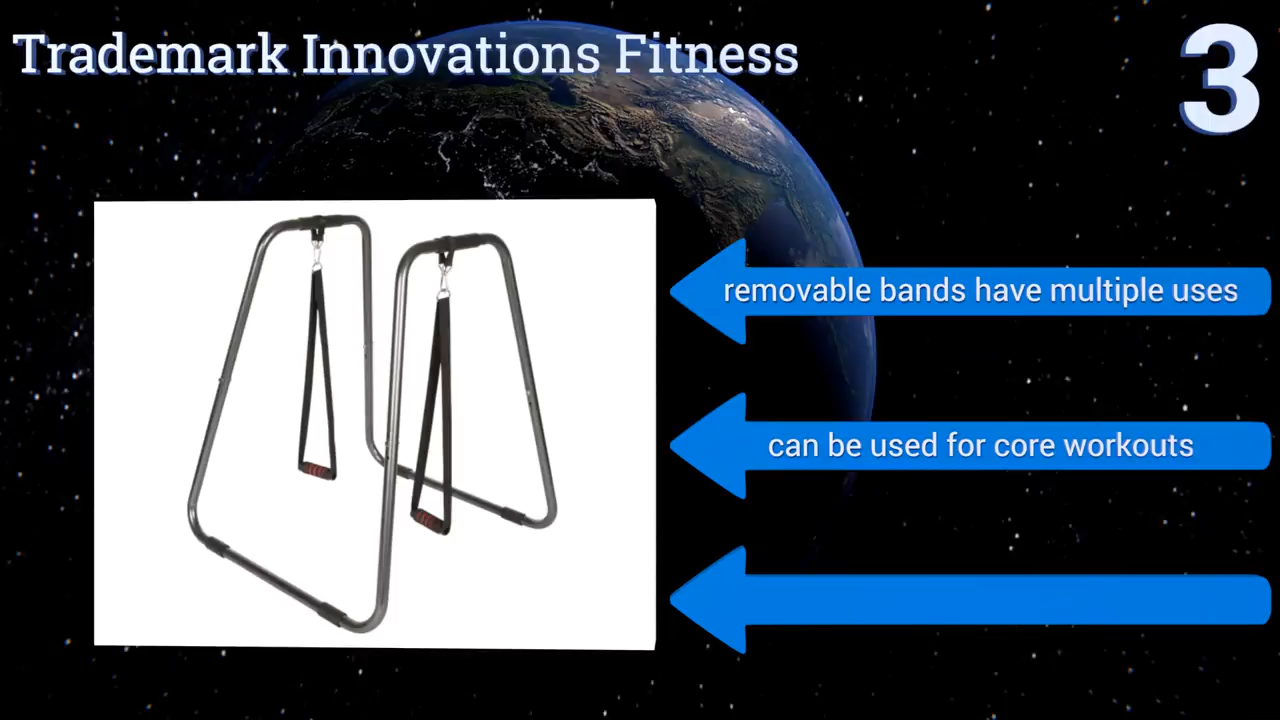 Trademark Innovations Fitness
3
removable bands have multiple uses
can be used for core workouts